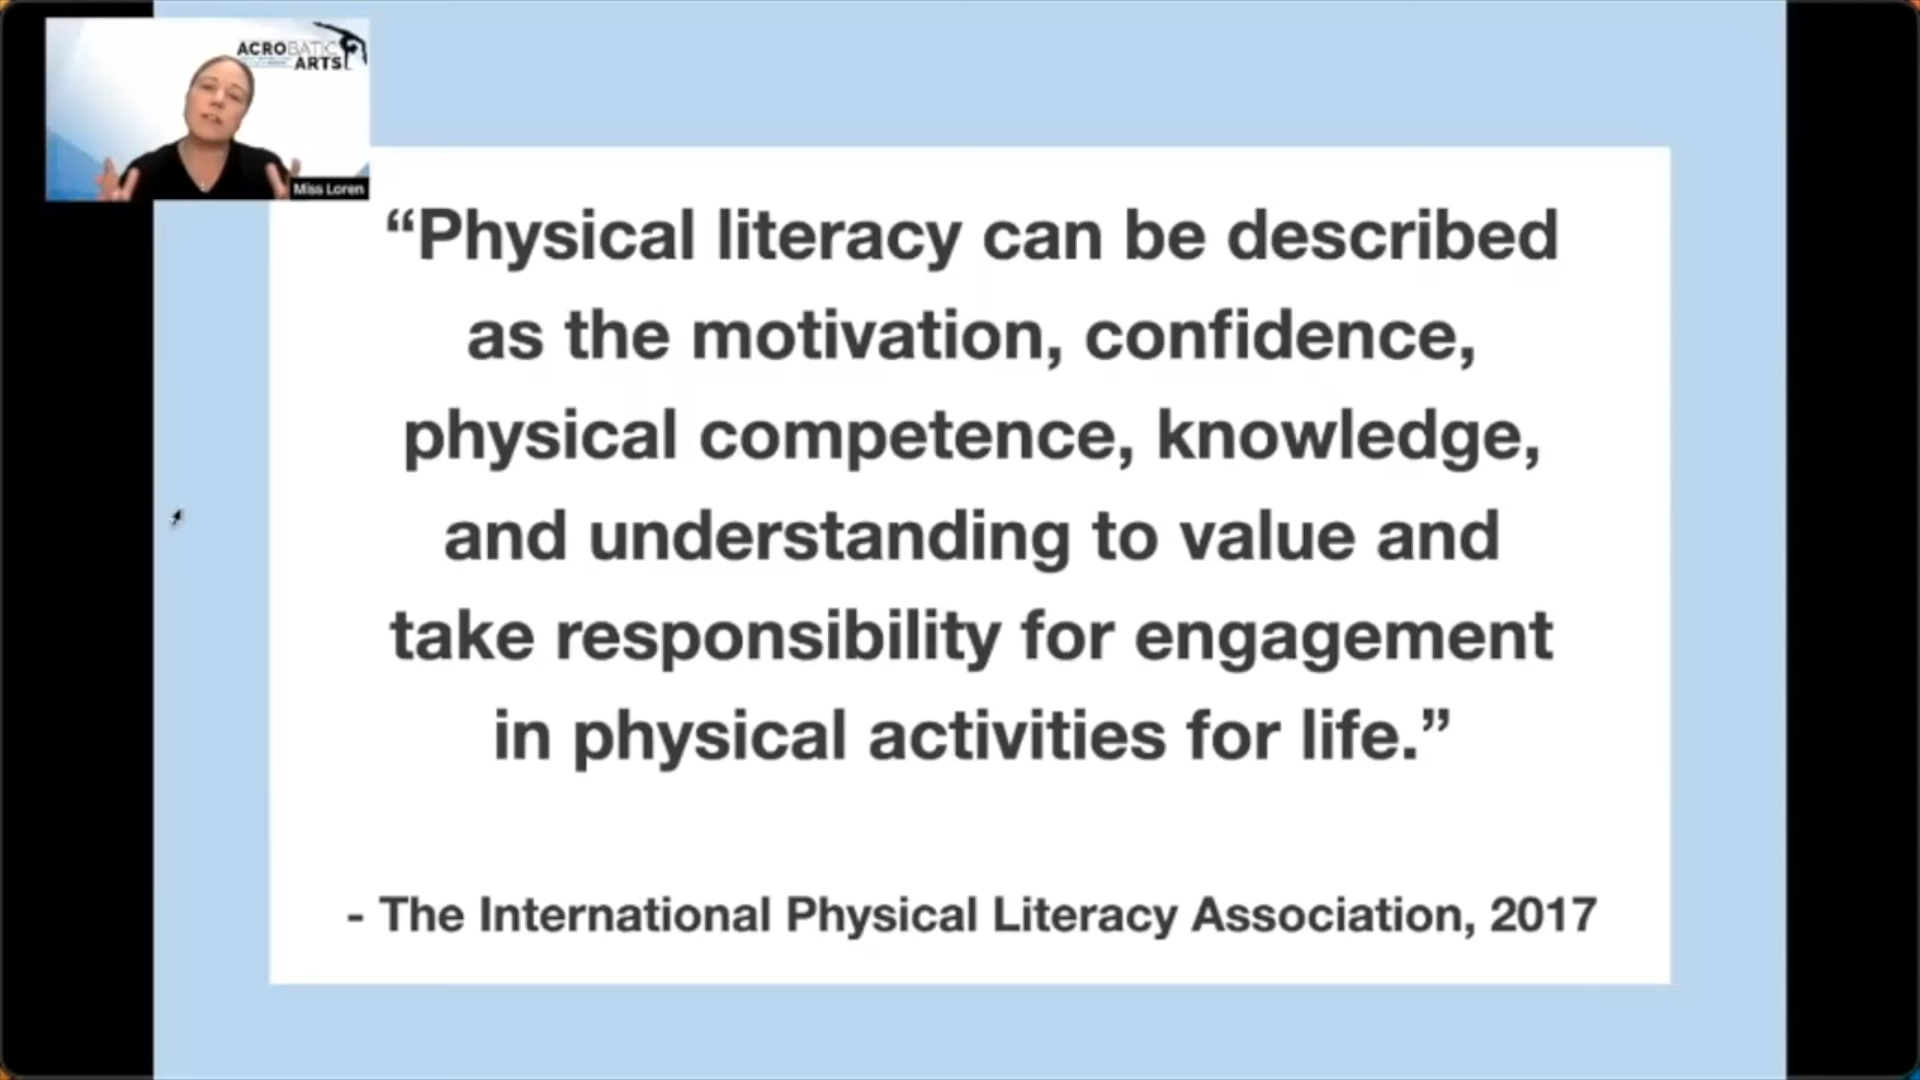 ACROBATIC
ARTS
Miss Loren
“Physical literacy can be described
as the motivation, confidence,
physical competence, knowledge,
and understanding to value and
take responsibility for engagement
in physical activities for life.”
- The International Physical Literacy Association, 2017